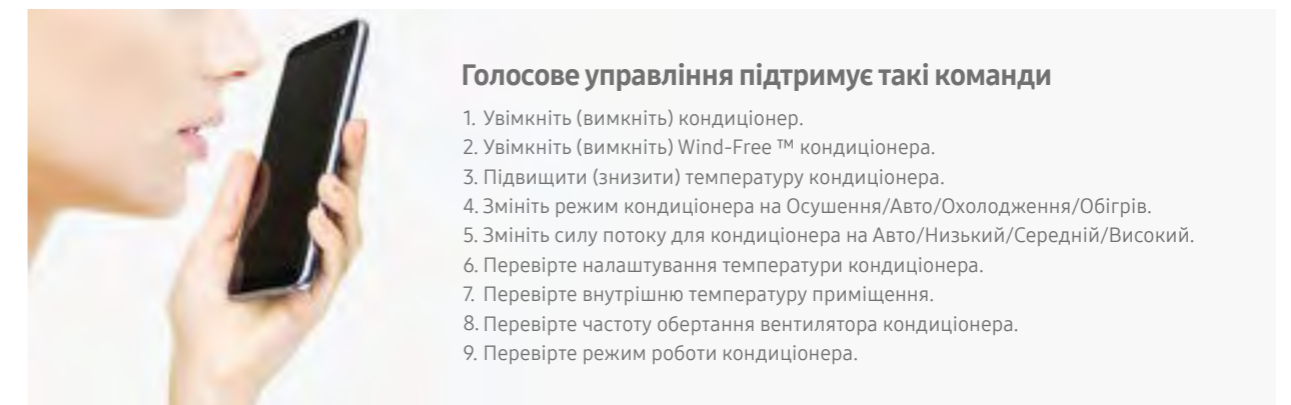 Голосове управління підтримує такі команди
1. Увімкніть (вимкніть) кондиціонер.
2. Увімкніть (вимкніть) Wind-Free ™ кондиціонера.
3. Підвищити (знизити) температуру кондиціонера.
4. Змініть режим кондиціонера на Осушення/Авто/Охолодження/Обігрів.
5. Змініть силу потоку для кондиціонера на Авто/Низький/Середній/Високий.
6. Перевірте налаштування температури кондиціонера.
7. Перевірте внутрішню температуру приміщення.
8. Перевірте частоту обертання вентилятора кондиціонера.
9. Перевірте режим роботи кондиціонера.